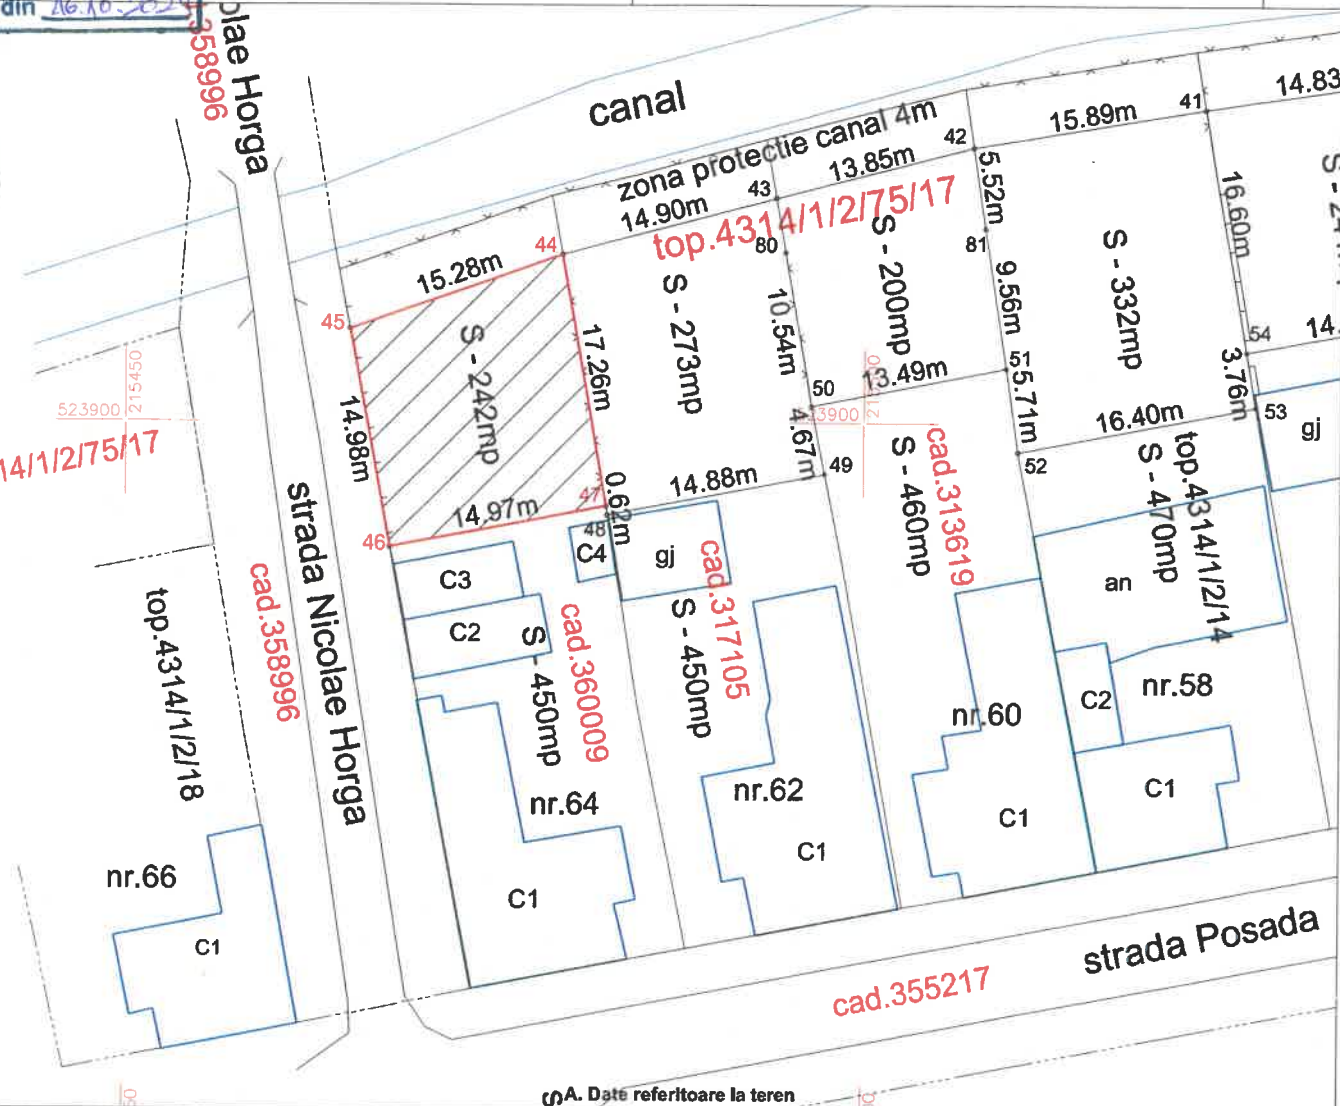 din 16.10.202
olae Horga
358996
canal
zona protectie canal 4m
14.83
15.89m
41
42
13.85m
43
14.90m
top.4314/1/2/75/17
44
15.28m
45
S - 242mp
17.26m
14.98m
46
14.97m
47
0.62m
48
80
S - 273mp
10.54m
S - 200mp
81
5.52m
9.56m
S - 332mp
16.60m
54
14.
3.76m
53
gj
50
13.49m
51
5.71m
4.67m
49
14.88m
16.40m
52
523900
215450
14/1/2/75/17
strada Nicolae Horga
cad.358996
top.4314/1/2/18
C3
C2
C4
gj
cad.360009
S - 450mp
cad.317105
S - 450mp
S - 460mp
cad.313619
top.4314/1/2/14
S - 470mp
an
C2
nr.58
nr.60
nr.62
nr.64
nr.66
C1
C1
C1
C1
C1
strada Posada
cad.355217
A. Date referitoare la teren